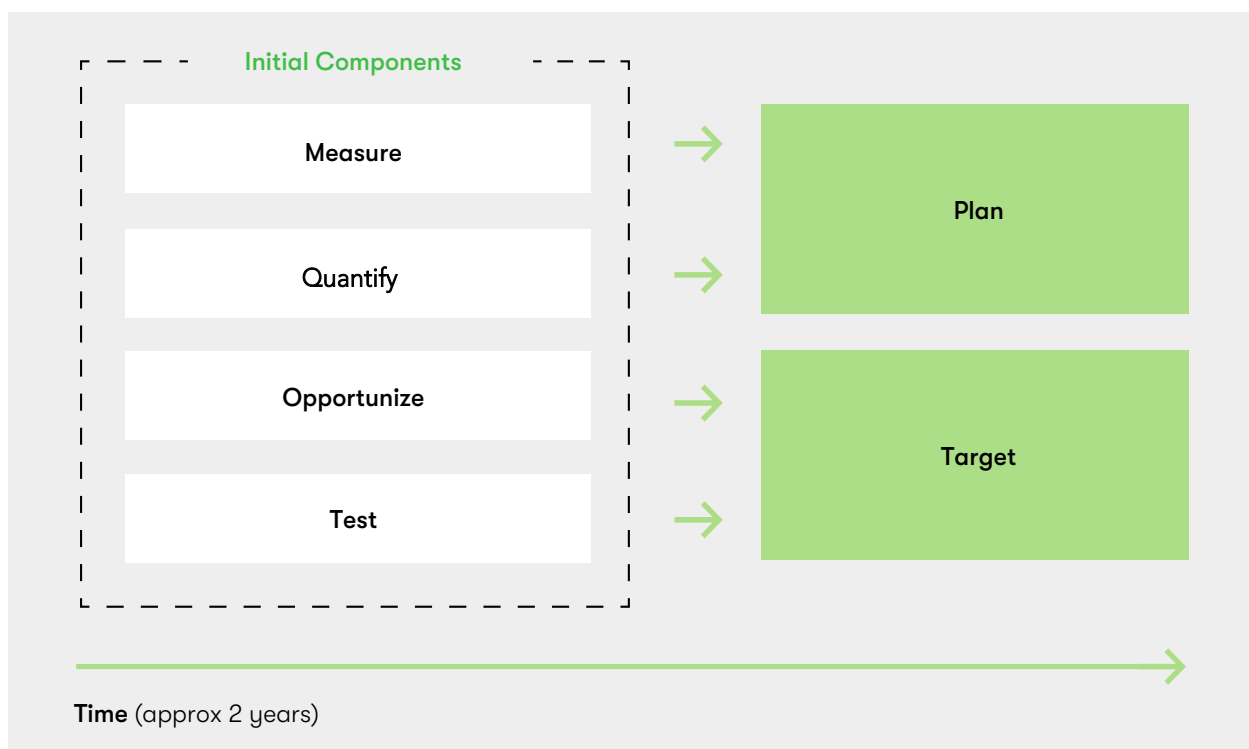 Initial Components
Measure
Quantify
Opportunize
Test
Plan
Target
Time (approx 2 years)